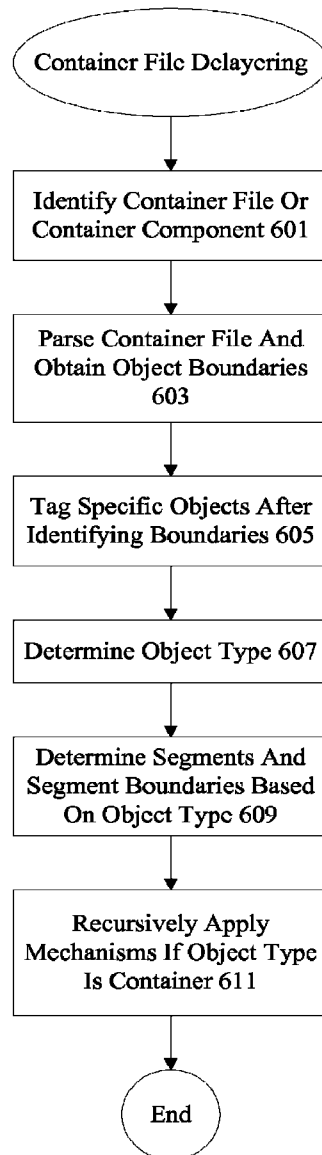 Container File Delayering
Identify Container File Or
Container Component 601
Parse Container File And
Obtain Object Boundaries
603
Tag Specific Objects After
Identifying Boundaries 605
Determine Object Type 607
Determine Segments And
Segment Boundaries Based
On Object Type 609
Recursively Apply
Mechanisms If Object Type
Is Container 611
End